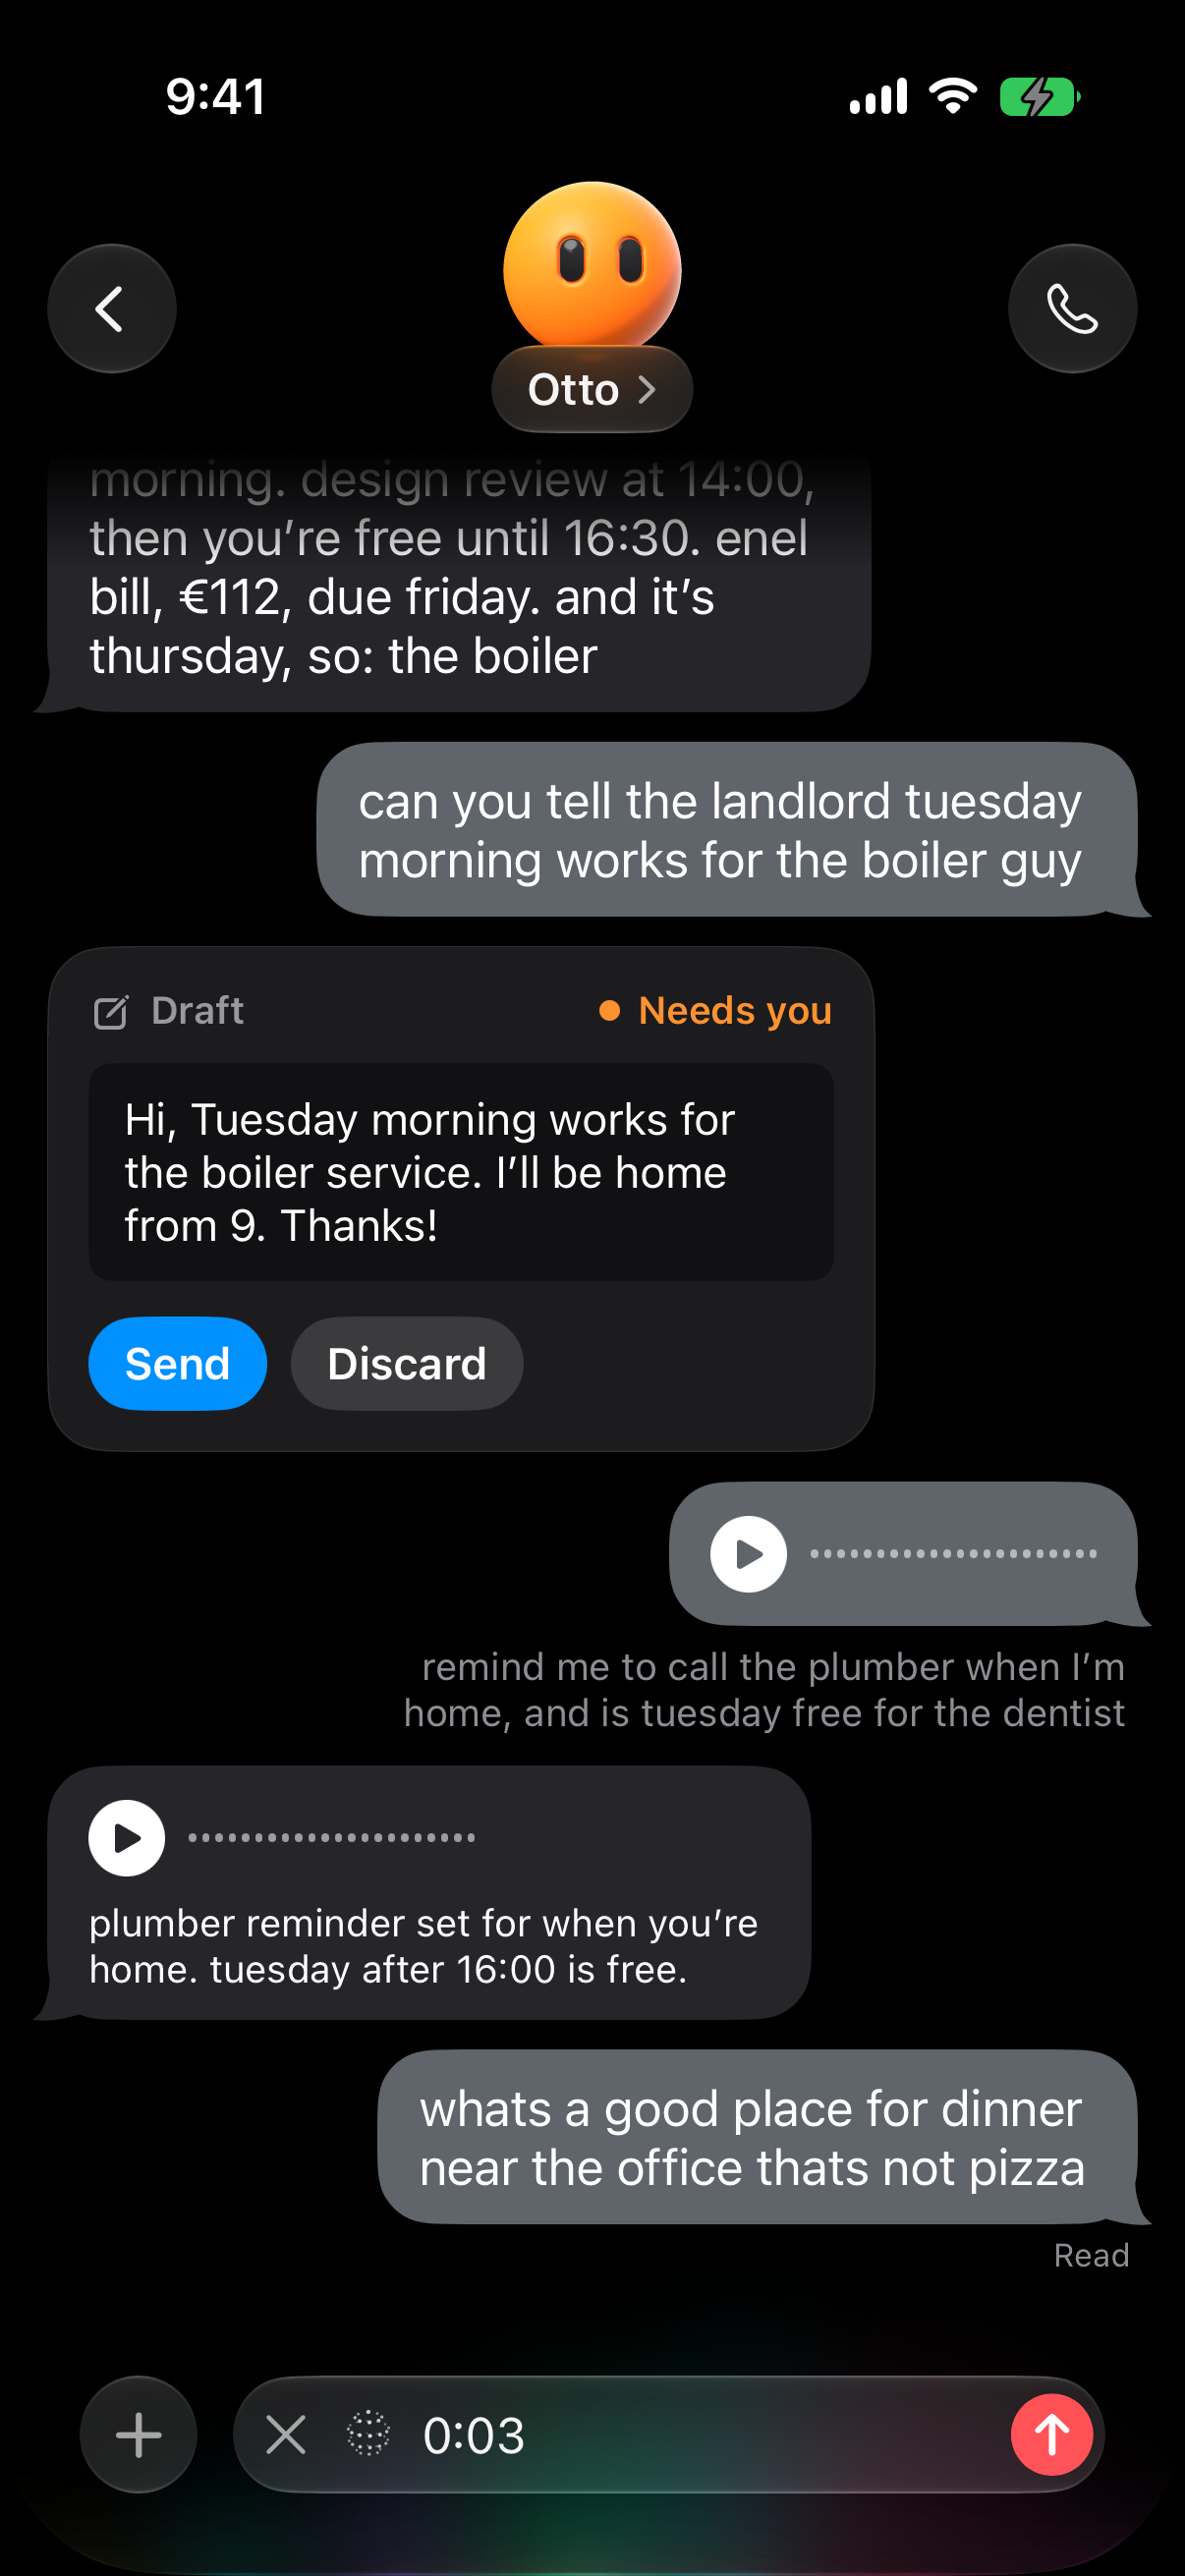 9:41
Otto
morning. design review at 14:00,
then you’re free until 16:30. enel
bill, €112, due friday. and it’s
thursday, so: the boiler
can you tell the landlord tuesday
morning works for the boiler guy
Draft
Needs you
Hi, Tuesday morning works for
the boiler service. I’ll be home
from 9. Thanks!
Send
Discard
remind me to call the plumber when I’m
home, and is tuesday free for the dentist
plumber reminder set for when you’re
home. tuesday after 16:00 is free.
whats a good place for dinner
near the office thats not pizza
Read
0:03